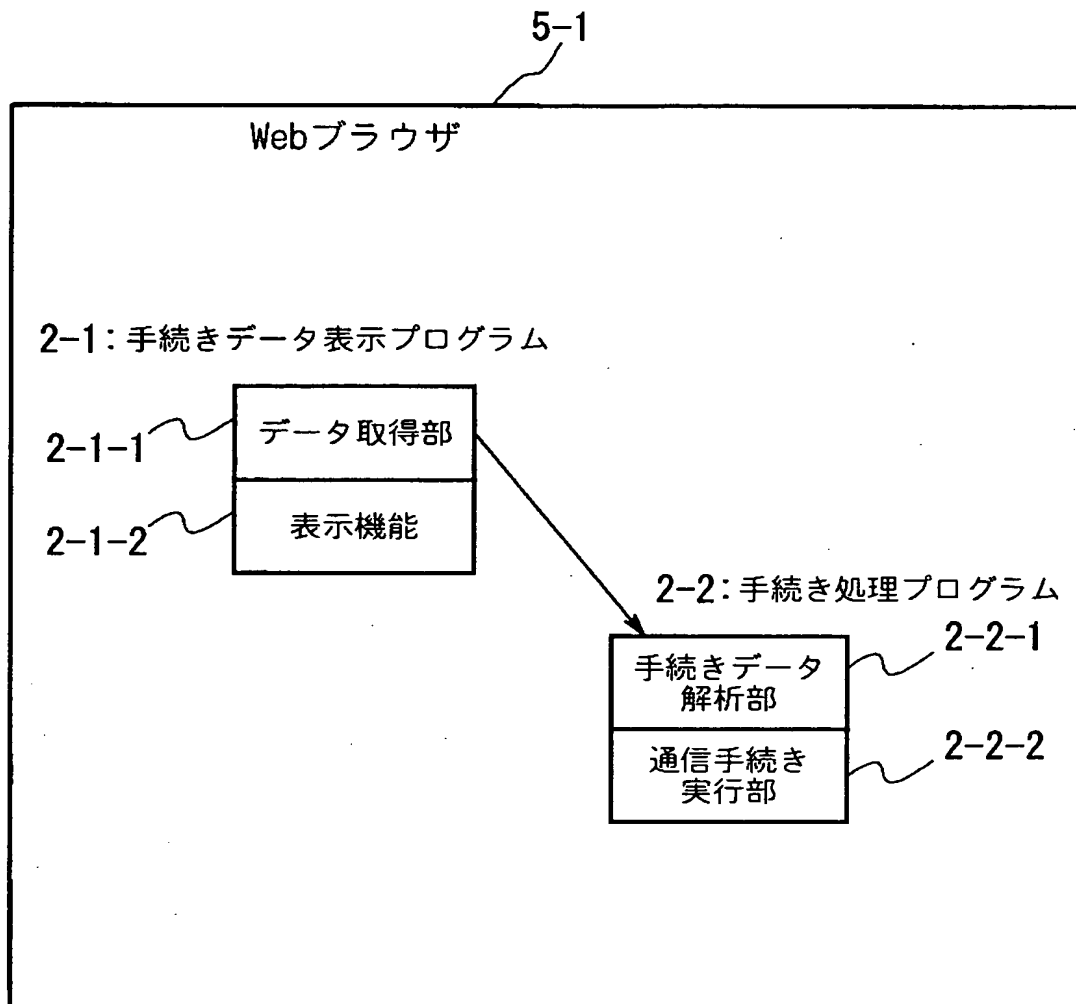 5-1
Webブラウザ
2-1:手続きデータ表示プログラム
2-1-1
データ取得部
2-1-2
表示機能
2-2:手続き処理プログラム
2-2-1
手続きデータ
解析部
2-2-2
通信手続き
実行部